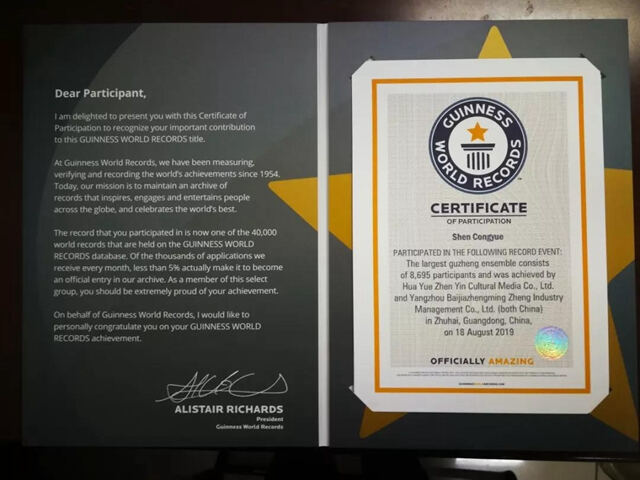 Dear Participant,
I am delighted to present you with this Certificate of
Participation to recognize your important contribution
to this GUINNESS WORLD RECORDS title.
At Guinness World Records, we have been measuring,
verifying and recording the world's achievements since 1954.
Today, our mission is to maintain an archive of
records that inspires, engages and entertains people
across the globe, and celebrates the world's best.
The record that you participated in is now one of the 40,000
world records that are held on the GUINNESS WORLD
RECORDS database. Of the thousands of applications we
receive every month, less than 5% actually make it to become
an official entry in our archive. As a member of this select
group, you should be extremely proud of your achievement.
On behalf of Guinness World Records, I would like to
personally congratulate you on your GUINNESS WORLD
RECORDS achievement.
ALISTAIR RICHARDS
President
Guinness World Records
GUINNESS
WORLD RECORDS
CERTIFICATE
OF PARTICIPATION
Shen Congyue
PARTICIPATED IN THE FOLLOWING RECORD EVENT:
The largest guzheng ensemble consists
of 8,695 participants and was achieved by
Hua Yue Zhen Yin Cultural Media Co., Ltd.
and Yangzhou Baijiazhengming Zheng Industry
Management Co., Ltd. (both China)
in Zhuhai, Guangdong, China,
on 18 August 2019
OFFICIALLY AMAZING